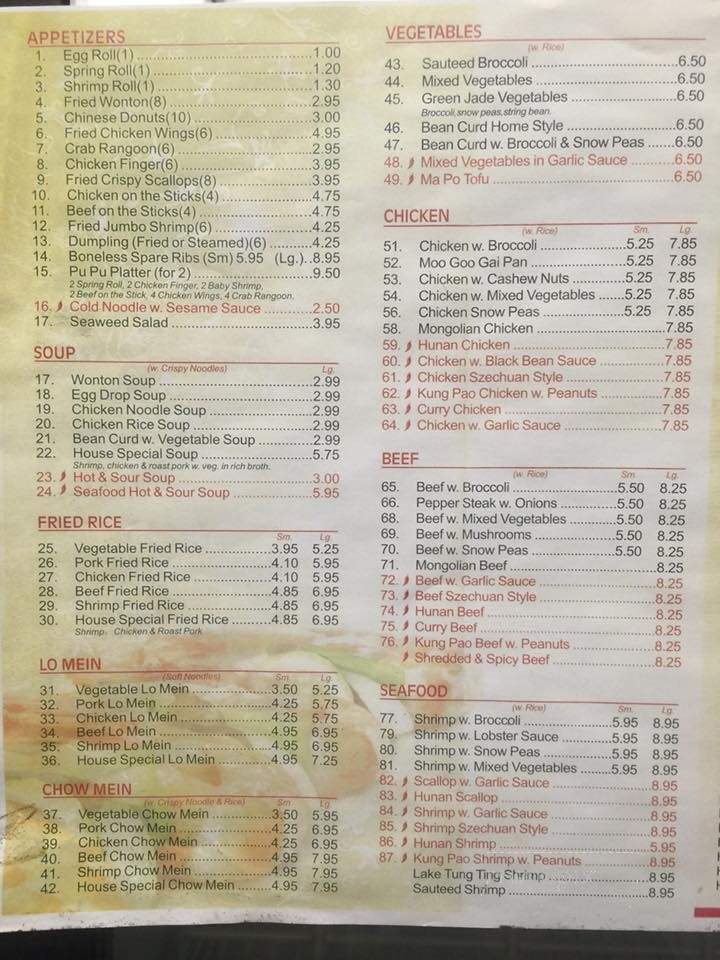 APPETIZERS
1. Egg Roll(1) 1.00
2. Spring Roll(1) 1.20
3. Shrimp Roll(1) 1.30
4. Fried Wonton(8) 2.95
5. Chinese Donuts(10) 3.00
6. Fried Chicken Wings(6) 4.95
7. Crab Rangoon(6) 2.95
8. Chicken Finger(6) 3.95
9. Fried Crispy Scallops(8) 3.95
10. Chicken on the Sticks(4) 4.75
11. Beef on the Sticks(4) 4.75
12. Fried Jumbo Shrimp(6) 4.25
13. Dumpling (Fried or Steamed)(6) 4.25
14. Boneless Spare Ribs (Sm) 5.95 (Lg.)..8.95
15. Pu Pu Platter (for 2) 9.50
2 Spring Roll, 2 Chicken Finger, 2 Baby Shrimp,
2 Beef on the Stick, 4 Chicken Wings, 4 Crab Rangoon.
16. Cold Noodle w. Sesame Sauce 2.50
17. Seaweed Salad 3.95
SOUP
(w. Crispy Noodles) Lg.
17. Wonton Soup 2.99
18. Egg Drop Soup 2.99
19. Chicken Noodle Soup 2.99
20. Chicken Rice Soup 2.99
21. Bean Curd w. Vegetable Soup 2.99
22. House Special Soup 5.75
Shrimp, chicken & roast pork w. veg. in rich broth.
23. Hot & Sour Soup 3.00
24. Seafood Hot & Sour Soup 5.95
FRIED RICE
Sm. Lg.
25. Vegetable Fried Rice 3.95 5.25
26. Pork Fried Rice 4.10 5.95
27. Chicken Fried Rice 4.10 5.95
28. Beef Fried Rice 4.85 6.95
29. Shrimp Fried Rice 4.85 6.95
30. House Special Fried Rice 4.85 6.95
Shrimp, Chicken & Roast Pork
LO MEIN
(Soft Noodles) Sm. Lg.
31. Vegetable Lo Mein 3.50 5.25
32. Pork Lo Mein 4.25 5.75
33. Chicken Lo Mein 4.25 5.75
34. Beef Lo Mein 4.95 6.95
35. Shrimp Lo Mein 4.95 6.95
36. House Special Lo Mein 4.95 7.25
CHOW MEIN
(w. Crispy Noodle & Rice) Sm. Lg.
37. Vegetable Chow Mein 3.50 5.95
38. Pork Chow Mein 4.25 6.95
39. Chicken Chow Mein 4.25 6.95
40. Beef Chow Mein 4.95 7.95
41. Shrimp Chow Mein 4.95 7.95
42. House Special Chow Mein 4.95 7.95
VEGETABLES
(w. Rice)
43. Sauteed Broccoli 6.50
44. Mixed Vegetables 6.50
45. Green Jade Vegetables 6.50
Broccoli, snow peas, string bean.
46. Bean Curd Home Style 6.50
47. Bean Curd w. Broccoli & Snow Peas 6.50
48. Mixed Vegetables in Garlic Sauce 6.50
49. Ma Po Tofu 6.50
CHICKEN
(w. Rice) Sm. Lg.
51. Chicken w. Broccoli 5.25 7.85
52. Moo Goo Gai Pan 5.25 7.85
53. Chicken w. Cashew Nuts 5.25 7.85
54. Chicken w. Mixed Vegetables 5.25 7.85
56. Chicken Snow Peas 5.25 7.85
58. Mongolian Chicken 7.85
59. Hunan Chicken 7.85
60. Chicken w. Black Bean Sauce 7.85
61. Chicken Szechuan Style 7.85
62. Kung Pao Chicken w. Peanuts 7.85
63. Curry Chicken 7.85
64. Chicken w. Garlic Sauce 7.85
BEEF
(w. Rice) Sm. Lg.
65. Beef w. Broccoli 5.50 8.25
66. Pepper Steak w. Onions 5.50 8.25
68. Beef w. Mixed Vegetables 5.50 8.25
69. Beef w. Mushrooms 5.50 8.25
70. Beef w. Snow Peas 5.50 8.25
71. Mongolian Beef 8.25
72. Beef w. Garlic Sauce 8.25
73. Beef Szechuan Style 8.25
74. Hunan Beef 8.25
75. Curry Beef 8.25
76. Kung Pao Beef w. Peanuts 8.25
Shredded & Spicy Beef 8.25
SEAFOOD
(w. Rice) Sm. Lg.
77. Shrimp w. Broccoli 5.95 8.95
79. Shrimp w. Lobster Sauce 5.95 8.95
80. Shrimp w. Snow Peas 5.95 8.95
81. Shrimp w. Mixed Vegetables 5.95 8.95
82. Scallop w. Garlic Sauce 8.95
83. Hunan Scallop 8.95
84. Shrimp w. Garlic Sauce 8.95
85. Shrimp Szechuan Style 8.95
86. Hunan Shrimp 5.95
87. Kung Pao Shrimp w. Peanuts 8.95
Lake Tung Ting Shrimp 8.95
Sauteed Shrimp 8.95